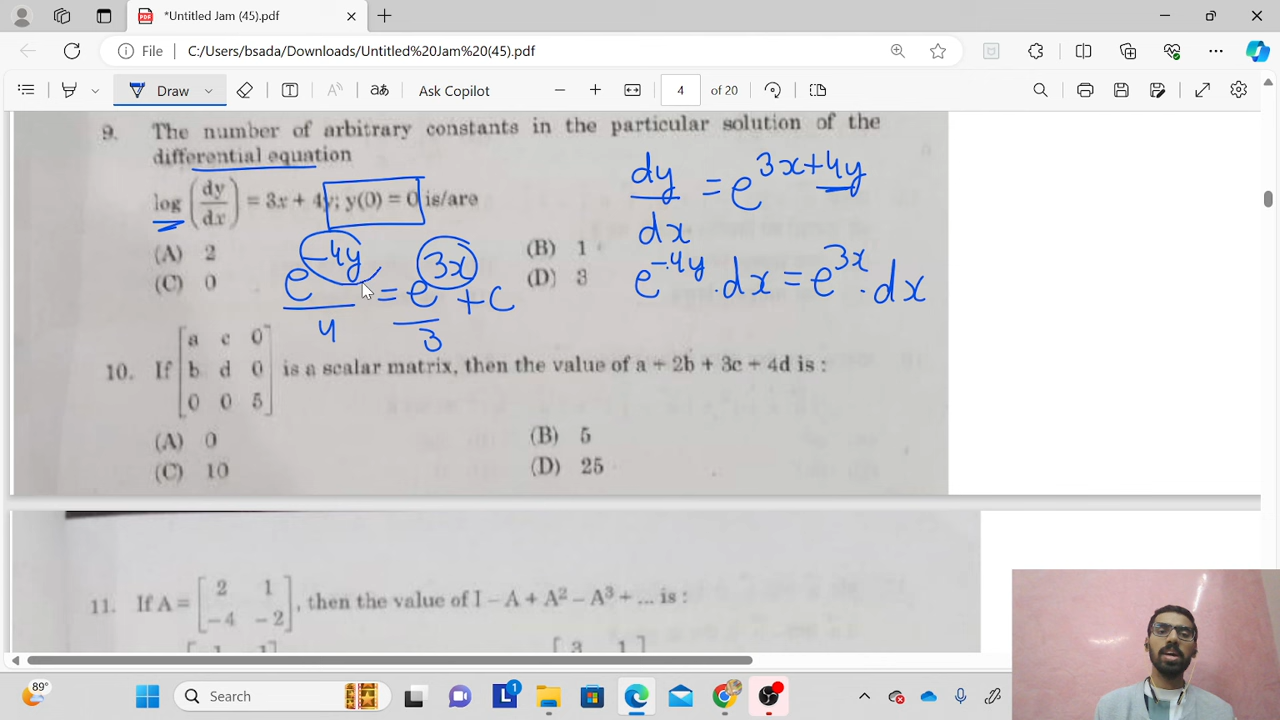 *Untitled Jam (45).pdf
File C:/Users/bsada/Downloads/Untitled%20Jam%20(45).pdf
Draw Ask Copilot 4 of 20
9. The number of arbitrary constants in the particular solution of the
differential equation
log (dy/dx) = 3x + 4y; y(0) = 0 is/are
(A) 2 (B) 1
(C) 0 (D) 3
dy/dx = e^3x+4y
e^-4y . dx = e^3x . dx
e^-4y/4 = e^3x/3 + c
10. If [a c 0
b d 0
0 0 5] is a scalar matrix, then the value of a + 2b + 3c + 4d is :
(A) 0 (B) 5
(C) 10 (D) 25
11. If A = [2 1
-4 -2], then the value of I – A + A² – A³ + ... is :
3 1
89°
Search
1